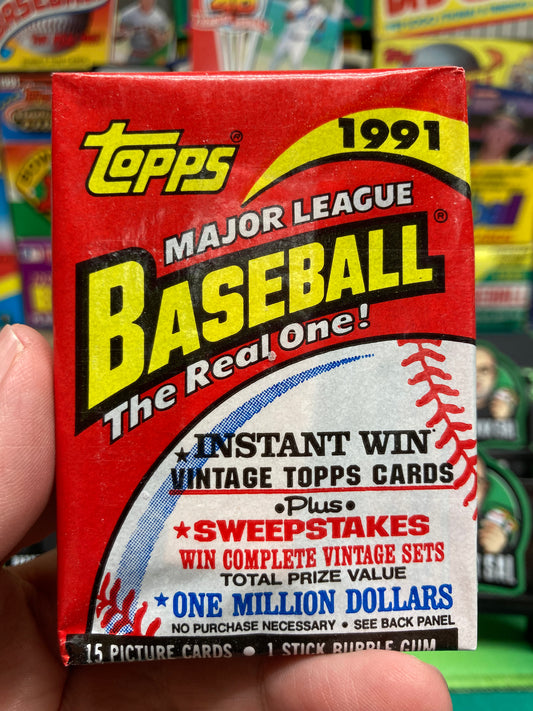 Topps®
1991
MAJOR LEAGUE
BASEBALL®
The Real One!
★INSTANT WIN
VINTAGE TOPPS CARDS
•Plus•
★SWEEPSTAKES
WIN COMPLETE VINTAGE SETS
TOTAL PRIZE VALUE
★ONE MILLION DOLLARS
NO PURCHASE NECESSARY • SEE BACK PANEL
15 PICTURE CARDS • 1 STICK BUBBLE GUM